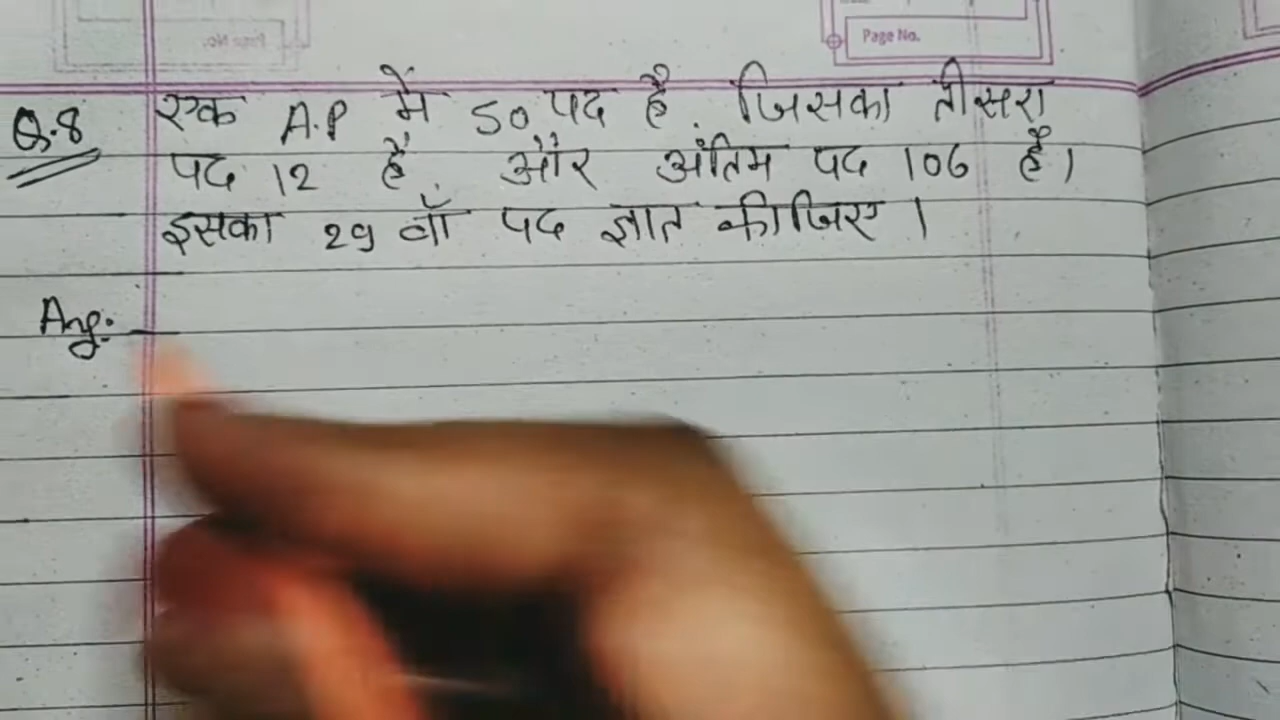 Page No.
Q.8 एक A.P में 50 पद हैं. जिसका तीसरा
पद 12 है. और अंतिम पद 106 है।
इसका 29 वाँ पद ज्ञात कीजिए।
Ans.